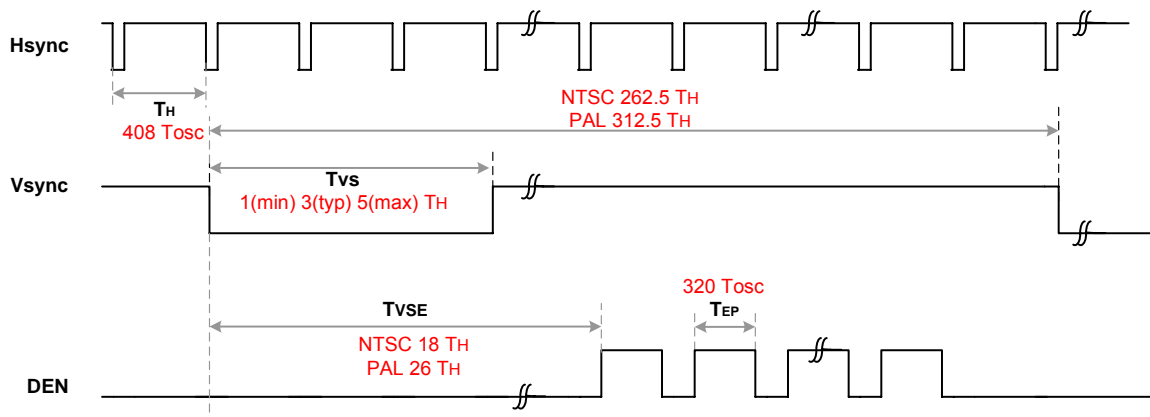 Hsync
TH
408 Tosc
NTSC 262.5 TH
PAL 312.5 TH
Vsync
TVS
1(min) 3(typ) 5(max) TH
TVSE
NTSC 18 TH
PAL 26 TH
320 Tosc
TEP
DEN